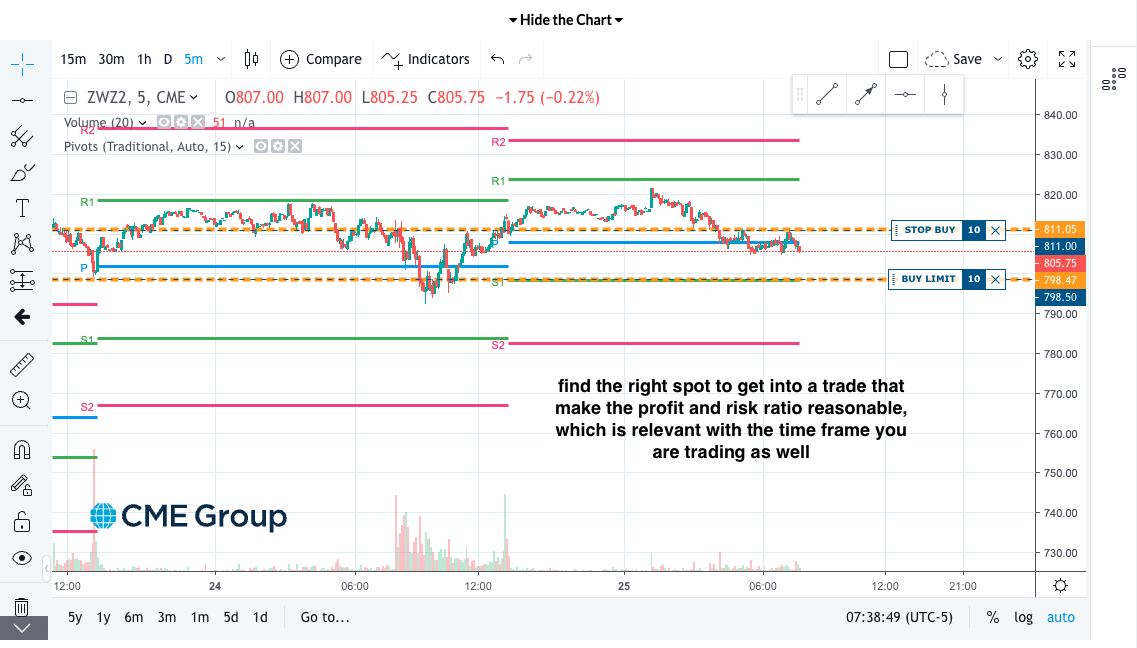 Hide the Chart
15m 30m 1h D 5m Compare Indicators Save
ZWZ2, 5, CME O807.00 H807.00 L805.25 C805.75 −1.75 (−0.22%)
Volume (20) 51 n/a
Pivots (Traditional, Auto, 15)
R2
R2
R1
R1
P
P
S1
S1
S2
S2
STOP BUY 10
BUY LIMIT 10
840.00
830.00
820.00
811.05
811.00
805.75
798.47
798.50
790.00
780.00
770.00
760.00
750.00
740.00
730.00
find the right spot to get into a trade that
make the profit and risk ratio reasonable,
which is relevant with the time frame you
are trading as well
CME Group
12:00 24 06:00 12:00 25 06:00 12:00 21:00
5y 1y 6m 3m 1m 5d 1d Go to... 07:38:49 (UTC-5) % log auto